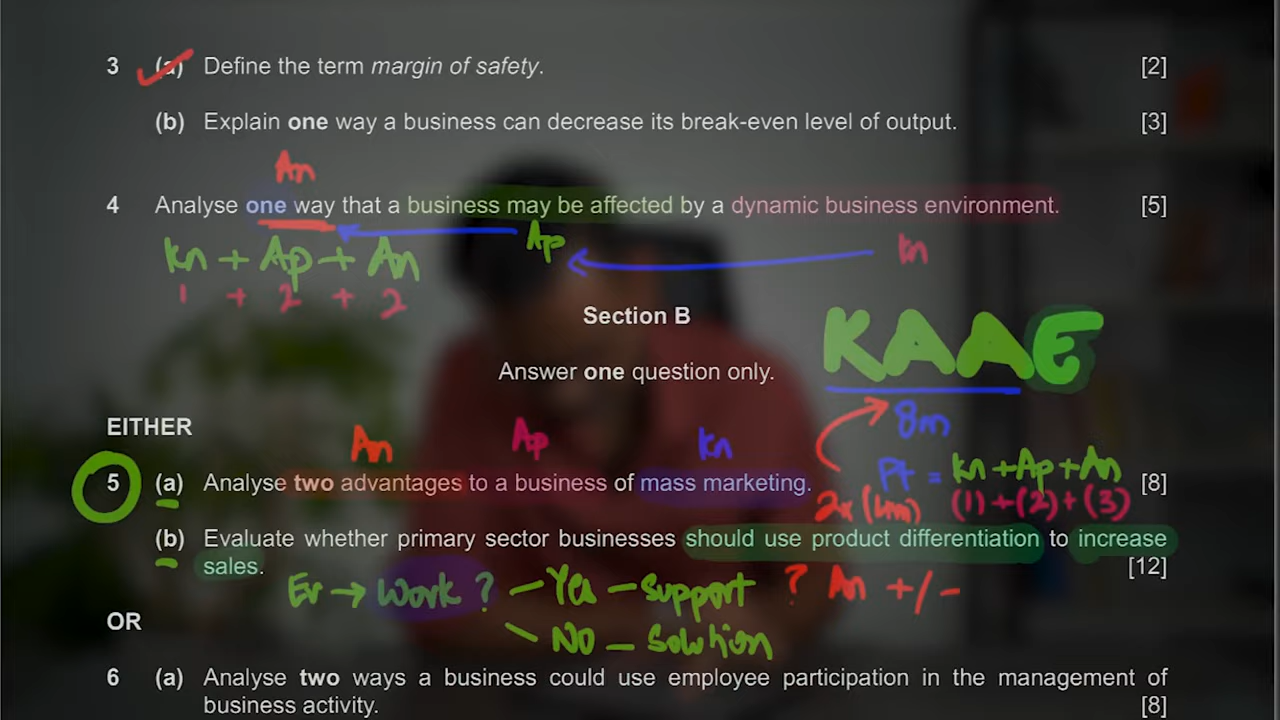 3 (a) Define the term margin of safety. [2]
(b) Explain one way a business can decrease its break-even level of output. [3]
An
4 Analyse one way that a business may be affected by a dynamic business environment. [5]
Kn + Ap + An Ap Kn
1 + 2 + 2
Section B
KAAE
Answer one question only.
8m
EITHER
An Ap Kn
Pt = Kn + Ap + An
5 (a) Analyse two advantages to a business of mass marketing. [8]
2x (4m) (1) + (2) + (3)
(b) Evaluate whether primary sector businesses should use product differentiation to increase
sales. [12]
Ev → Work ? – Yes – Support ? An +/-
– No – Solution
OR
6 (a) Analyse two ways a business could use employee participation in the management of
business activity. [8]